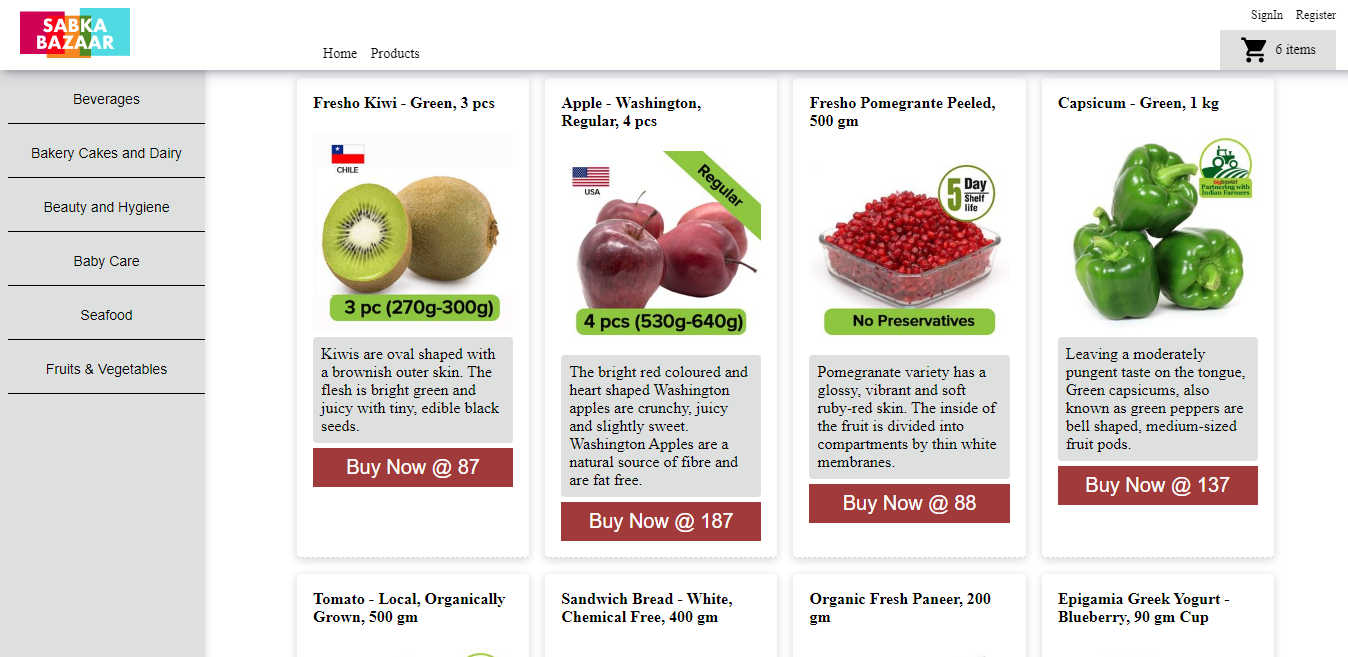 SABKA
BAZAAR
SignIn Register
Home Products
6 items
Beverages
Bakery Cakes and Dairy
Beauty and Hygiene
Baby Care
Seafood
Fruits & Vegetables
Fresho Kiwi - Green, 3 pcs
CHILE
3 pc (270g-300g)
Kiwis are oval shaped with
a brownish outer skin. The
flesh is bright green and
juicy with tiny, edible black
seeds.
Buy Now @ 87
Apple - Washington,
Regular, 4 pcs
Regular
USA
4 pcs (530g-640g)
The bright red coloured and
heart shaped Washington
apples are crunchy, juicy
and slightly sweet.
Washington Apples are a
natural source of fibre and
are fat free.
Buy Now @ 187
Fresho Pomegrante Peeled,
500 gm
5 Day
Shelf
life
No Preservatives
Pomegranate variety has a
glossy, vibrant and soft
ruby-red skin. The inside of
the fruit is divided into
compartments by thin white
membranes.
Buy Now @ 88
Capsicum - Green, 1 kg
bigbasket
Partnering with
Indian Farmers
Leaving a moderately
pungent taste on the tongue,
Green capsicums, also
known as green peppers are
bell shaped, medium-sized
fruit pods.
Buy Now @ 137
Tomato - Local, Organically
Grown, 500 gm
Sandwich Bread - White,
Chemical Free, 400 gm
Organic Fresh Paneer, 200
gm
Epigamia Greek Yogurt -
Blueberry, 90 gm Cup